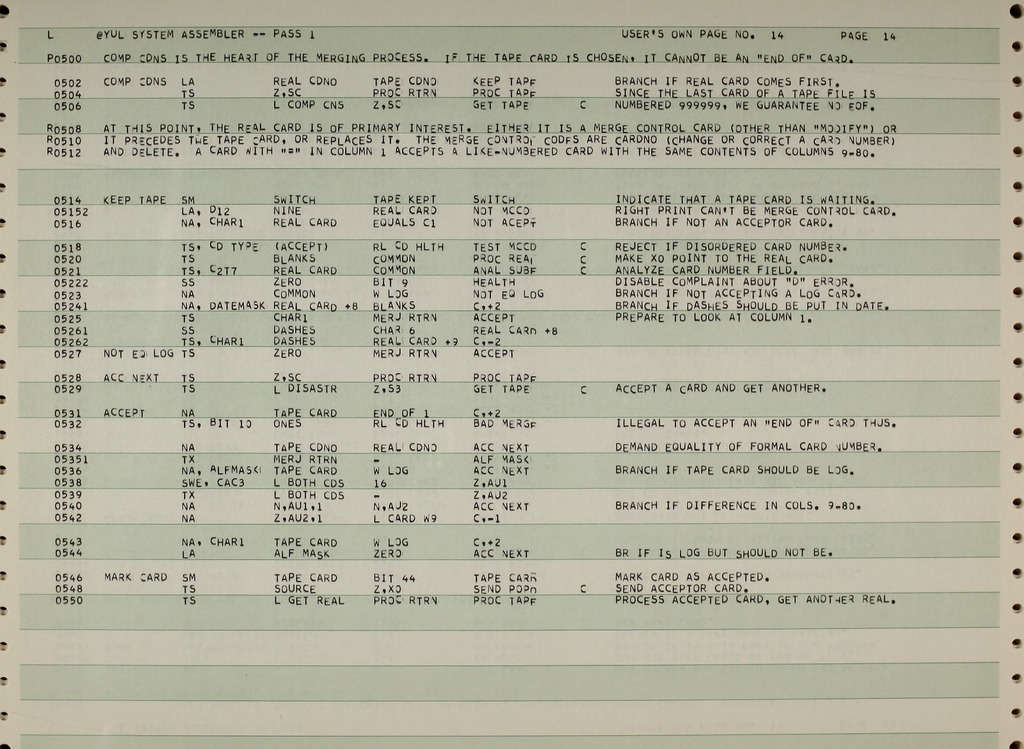 L @YUL SYSTEM ASSEMBLER -- PASS 1 USER'S OWN PAGE NO. 14 PAGE 14
P0500 COMP CDNS IS THE HEART OF THE MERGING PROCESS. IF THE TAPE CARD IS CHOSEN, IT CANNOT BE AN "END OF" CARD.
0502 COMP CDNS LA REAL CDNO TAPE CDNO KEEP TAPE BRANCH IF REAL CARD COMES FIRST.
0504 TS Z,SC PROC RTRN PROC TAPE SINCE THE LAST CARD OF A TAPE FILE IS
0506 TS L COMP CNS Z,SC GET TAPE C NUMBERED 999999, WE GUARANTEE NO EOF.
R0508 AT THIS POINT, THE REAL CARD IS OF PRIMARY INTEREST. EITHER IT IS A MERGE CONTROL CARD (OTHER THAN "MODIFY") OR
R0510 IT PRECEDES THE TAPE CARD, OR REPLACES IT. THE MERGE CONTROL CODES ARE CARDNO (CHANGE OR CORRECT A CARD NUMBER)
R0512 AND DELETE. A CARD WITH "=" IN COLUMN 1 ACCEPTS A LIKE-NUMBERED CARD WITH THE SAME CONTENTS OF COLUMNS 9-80.
0514 KEEP TAPE SM SWITCH TAPE KEPT SWITCH INDICATE THAT A TAPE CARD IS WAITING.
05152 LA, D12 NINE REAL CARD NOT MCCD RIGHT PRINT CAN'T BE MERGE CONTROL CARD.
0516 NA, CHAR1 REAL CARD EQUALS C1 NOT ACEPT BRANCH IF NOT AN ACCEPTOR CARD.
0518 TS, CD TYPE (ACCEPT) RL CD HLTH TEST MCCD C REJECT IF DISORDERED CARD NUMBER.
0520 TS BLANKS COMMON PROC REAL C MAKE X0 POINT TO THE REAL CARD.
0521 TS, C2T7 REAL CARD COMMON ANAL SUBF C ANALYZE CARD NUMBER FIELD.
05222 SS ZERO BIT 9 HEALTH DISABLE COMPLAINT ABOUT "D" ERROR.
0523 NA COMMON W LOG NOT EQ LOG BRANCH IF NOT ACCEPTING A LOG CARD.
05241 NA, DATEMASK REAL CARD +8 BLANKS C,+2 BRANCH IF DASHES SHOULD BE PUT IN DATE.
0525 TS CHAR1 MERJ RTRN ACCEPT PREPARE TO LOOK AT COLUMN 1.
05261 SS DASHES CHAR 6 REAL CARD +8
05262 TS, CHAR1 DASHES REAL CARD +9 C,-2
0527 NOT EQ LOG TS ZERO MERJ RTRN ACCEPT
0528 ACC NEXT TS Z,SC PROC RTRN PROC TAPE
0529 TS L DISASTR Z,S3 GET TAPE C ACCEPT A CARD AND GET ANOTHER.
0531 ACCEPT NA TAPE CARD END OF 1 C,+2
0532 TS, BIT 10 ONES RL CD HLTH BAD MERGE ILLEGAL TO ACCEPT AN "END OF" CARD THUS.
0534 NA TAPE CDNO REAL CDNO ACC NEXT DEMAND EQUALITY OF FORMAL CARD NUMBER.
05351 TX MERJ RTRN - ALF MASK
0536 NA, ALFMASK TAPE CARD W LOG ACC NEXT BRANCH IF TAPE CARD SHOULD BE LOG.
0538 SWE, CAC3 L BOTH CDS 16 Z,AU1
0539 TX L BOTH CDS - Z,AU2
0540 NA N,AU1,1 N,AU2 ACC NEXT BRANCH IF DIFFERENCE IN COLS. 9-80.
0542 NA Z,AU2,1 L CARD W9 C,-1
0543 NA, CHAR1 TAPE CARD W LOG C,+2
0544 LA ALF MASK ZERO ACC NEXT BR IF IS LOG BUT SHOULD NOT BE.
0546 MARK CARD SM TAPE CARD BIT 44 TAPE CARD MARK CARD AS ACCEPTED.
0548 TS SOURCE Z,X0 SEND POPO C SEND ACCEPTOR CARD.
0550 TS L GET REAL PROC RTRN PROC TAPE PROCESS ACCEPTED CARD, GET ANOTHER REAL.